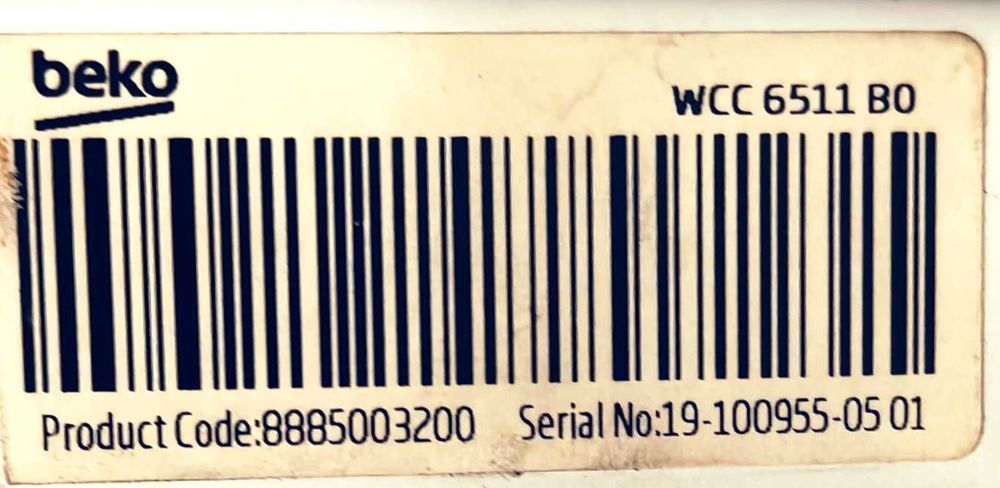 beko
WCC 6511 B0
Product Code:8885003200 Serial No:19-100955-05 01